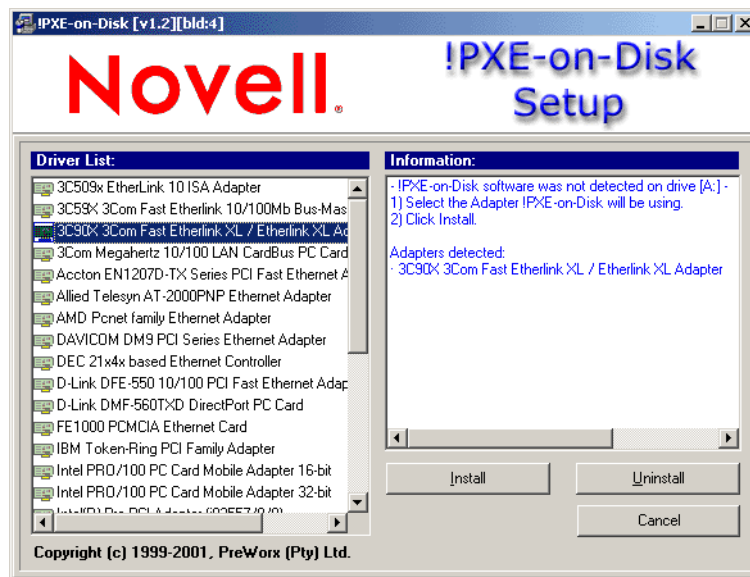 !PXE-on-Disk [v1.2][bld:4]
Novell®
!PXE-on-Disk
Setup
Driver List:
3C509x EtherLink 10 ISA Adapter
3C59X 3Com Fast Etherlink 10/100Mb Bus-Mas
3C90X 3Com Fast Etherlink XL / Etherlink XL Ad
3Com Megahertz 10/100 LAN CardBus PC Card
Accton EN1207D-TX Series PCI Fast Ethernet A
Allied Telesyn AT-2000PNP Ethernet Adapter
AMD Pcnet family Ethernet Adapter
DAVICOM DM9 PCI Series Ethernet Adapter
DEC 21x4x based Ethernet Controller
D-Link DFE-550 10/100 PCI Fast Ethernet Adap
D-Link DMF-560TXD DirectPort PC Card
FE1000 PCMCIA Ethernet Card
IBM Token-Ring PCI Family Adapter
Intel PRO/100 PC Card Mobile Adapter 16-bit
Intel PRO/100 PC Card Mobile Adapter 32-bit
Information:
- !PXE-on-Disk software was not detected on drive [A:] -
1) Select the Adapter !PXE-on-Disk will be using.
2) Click Install.
Adapters detected:
- 3C90X 3Com Fast Etherlink XL / Etherlink XL Adapter
Install
Uninstall
Cancel
Copyright (c) 1999-2001, PreWorx (Pty) Ltd.